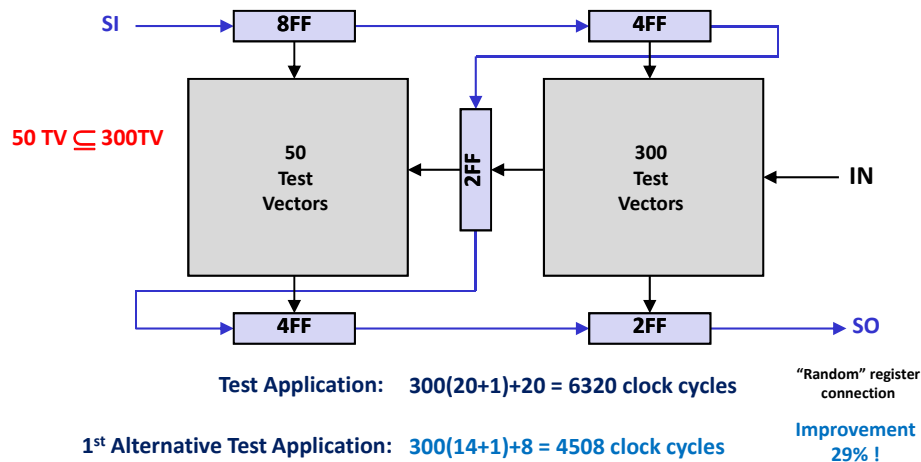 SI
8FF
4FF
50 TV ⊆ 300TV
50
Test
Vectors
2FF
300
Test
Vectors
IN
4FF
2FF
SO
Test Application: 300(20+1)+20 = 6320 clock cycles
"Random" register
connection
1st Alternative Test Application: 300(14+1)+8 = 4508 clock cycles
Improvement
29% !